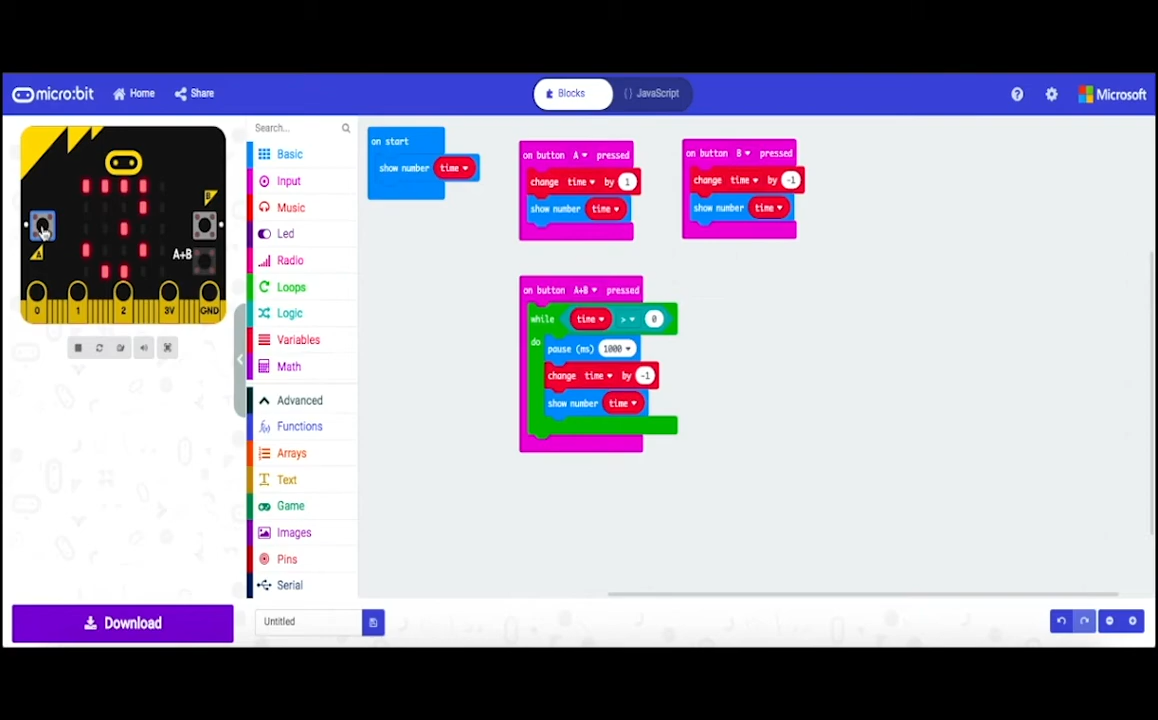 micro:bit Home Share Blocks {} JavaScript ? Microsoft
B
A
A+B
0 1 2 3V GND
Download
Search...
Basic
Input
Music
Led
Radio
Loops
Logic
Variables
Math
Advanced
Functions
Arrays
Text
Game
Images
Pins
Serial
Untitled
on start
show number time
on button A pressed
change time by 1
show number time
on button B pressed
change time by -1
show number time
on button A+B pressed
while time > 0
do
pause (ms) 1000
change time by -1
show number time